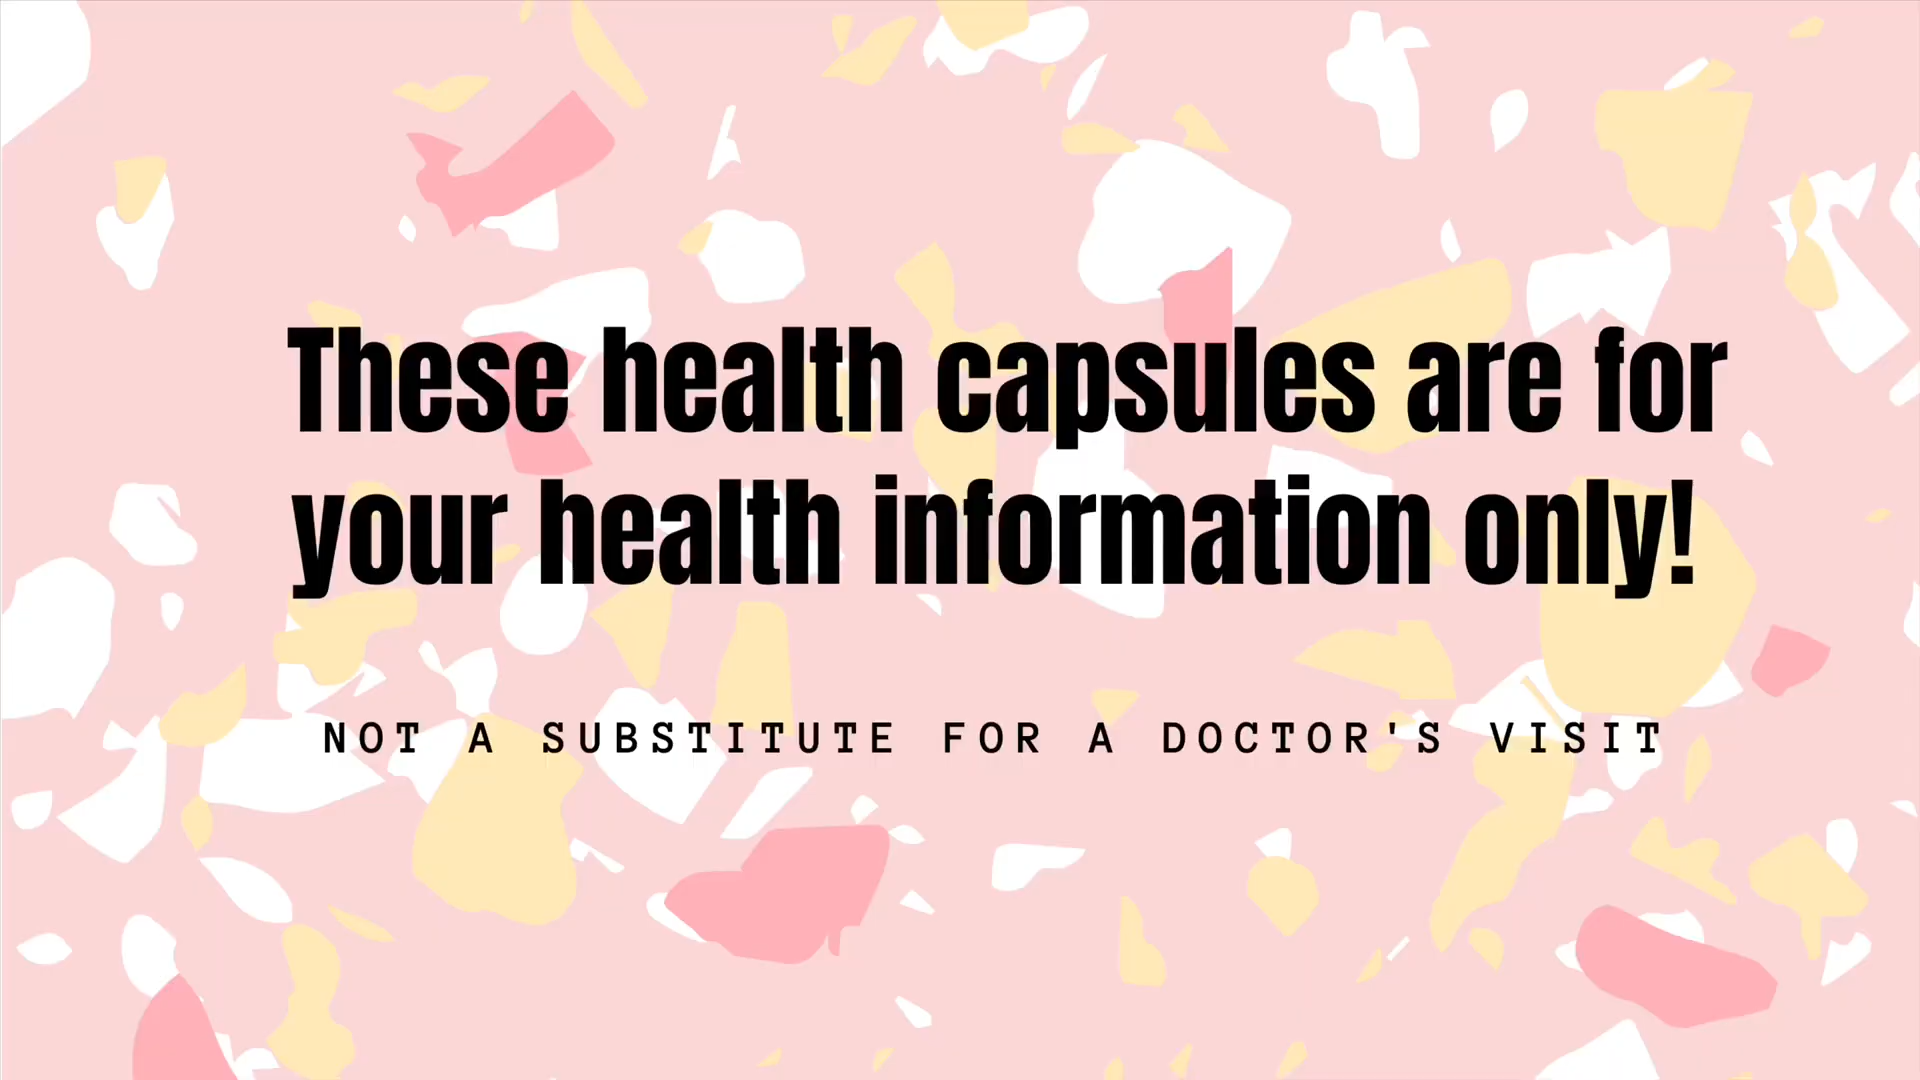 These health capsules are for
your health information only!
NOT A SUBSTITUTE FOR A DOCTOR'S VISIT